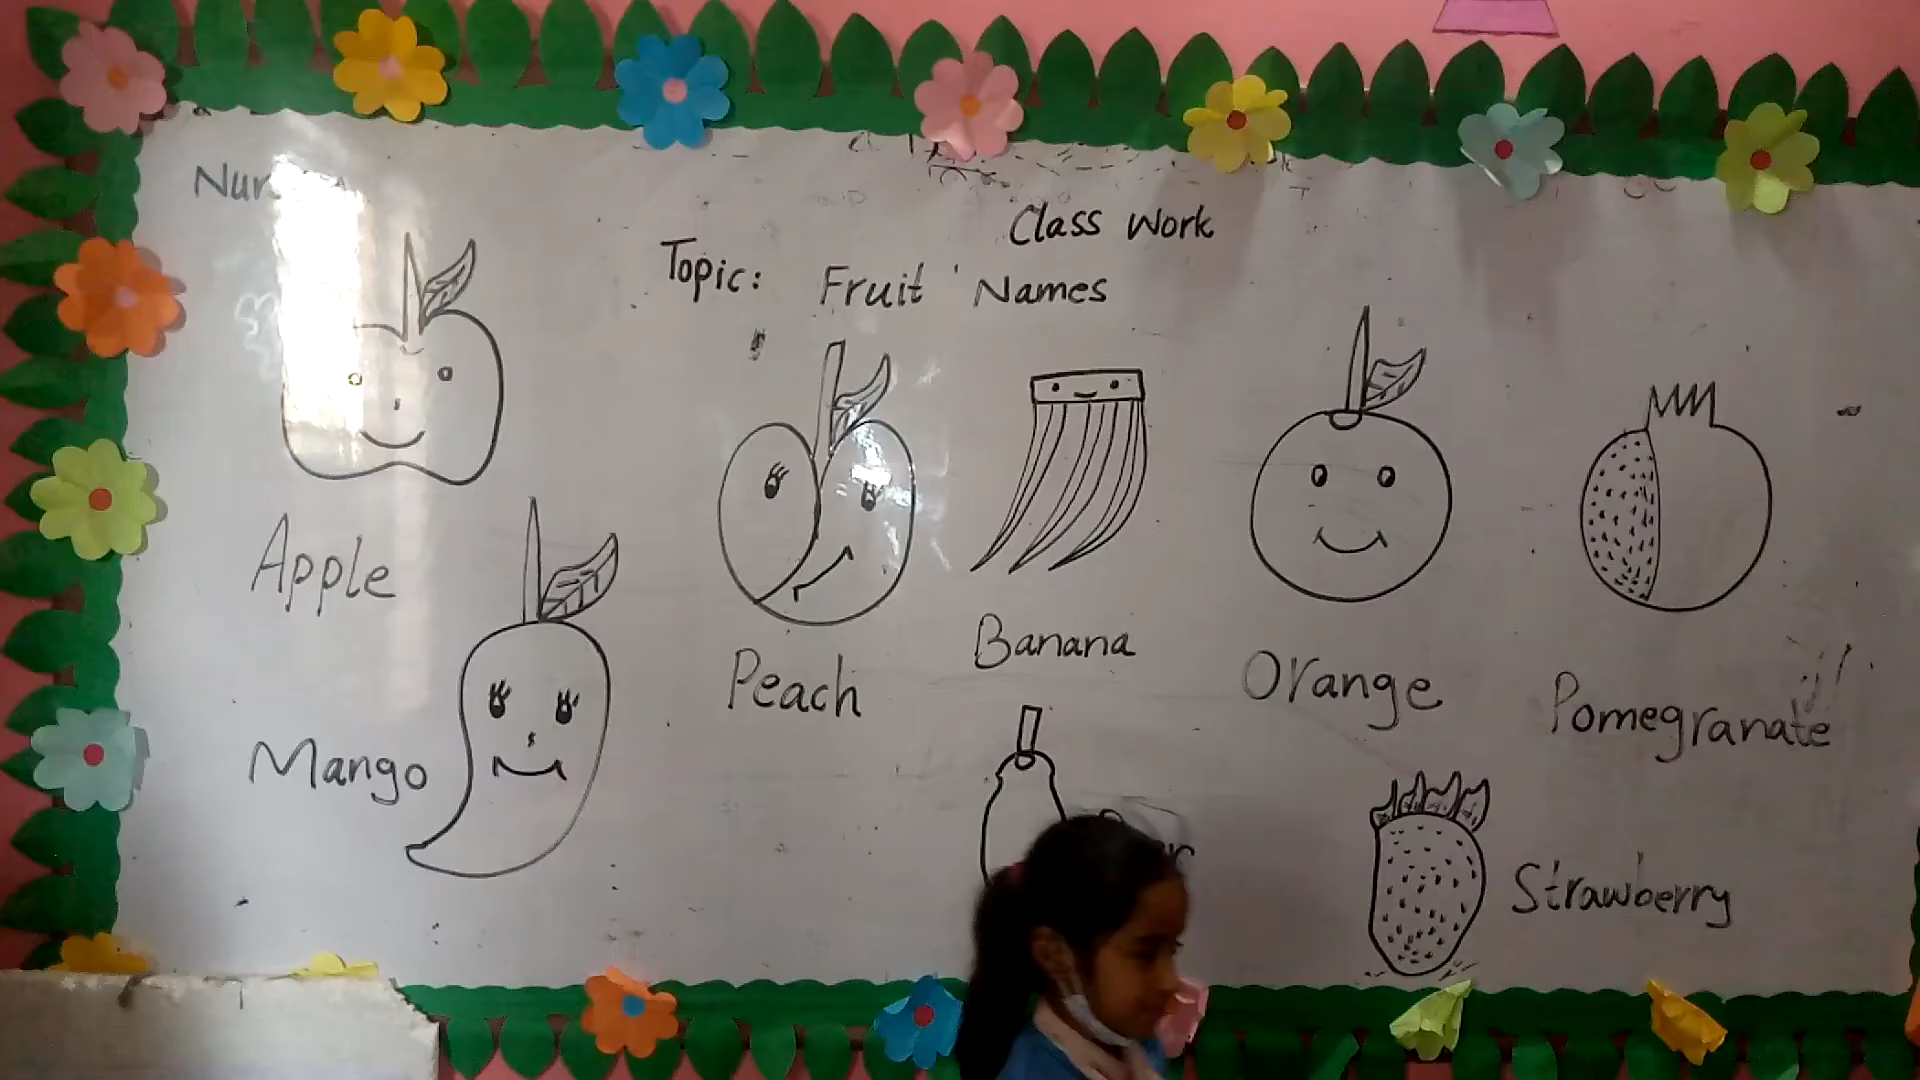 Class Work
Topic: Fruit Names
Apple
Peach
Banana
Orange
Pomegranate
Mango
Strawberry